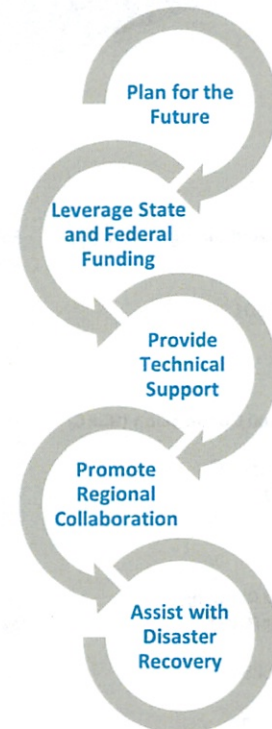 Plan for the
Future
Leverage State
and Federal
Funding
Provide
Technical
Support
Promote
Regional
Collaboration
Assist with
Disaster
Recovery